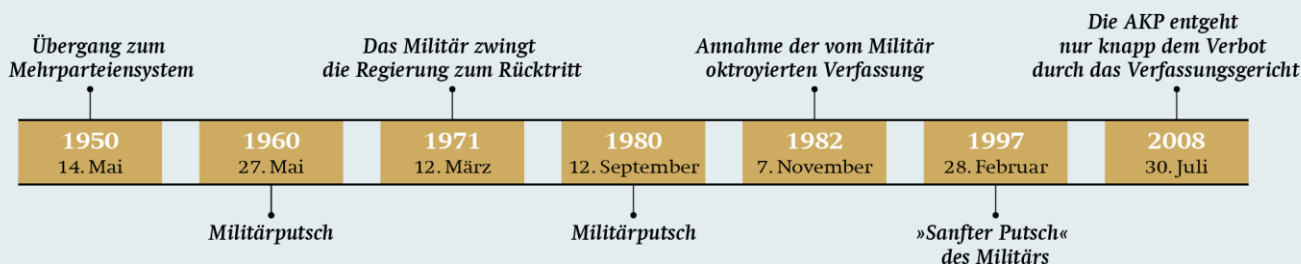 Übergang zum
Mehrparteiensystem
Das Militär zwingt
die Regierung zum Rücktritt
Annahme der vom Militär
oktroyierten Verfassung
Die AKP entgeht
nur knapp dem Verbot
durch das Verfassungsgericht
1950
14. Mai
1960
27. Mai
1971
12. März
1980
12. September
1982
7. November
1997
28. Februar
2008
30. Juli
Militärputsch
Militärputsch
»Sanfter Putsch«
des Militärs